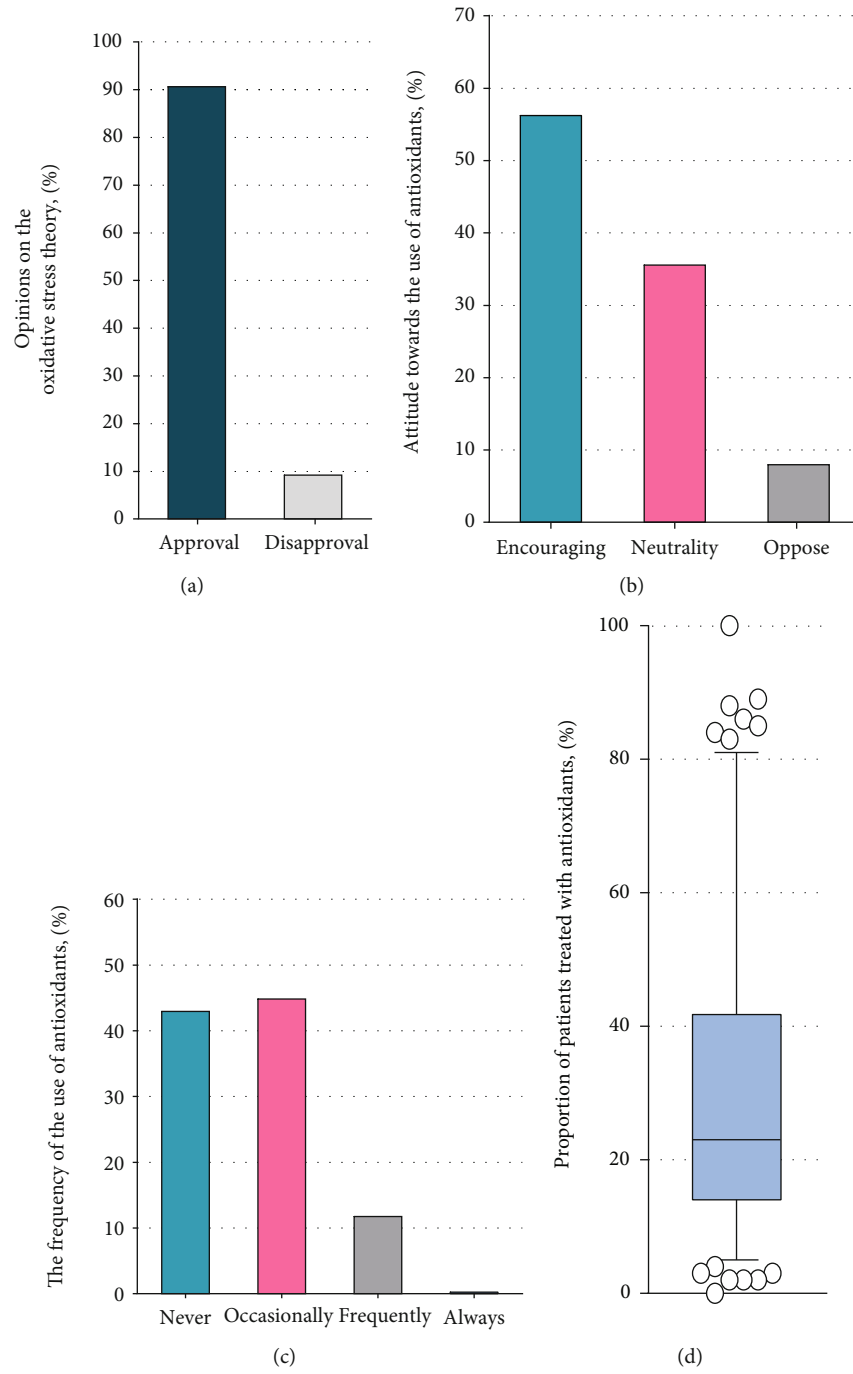 Opinions on the
oxidative stress theory, (%)
100
90
80
70
60
50
40
30
20
10
0
Approval Disapproval
(a)
Attitude towards the use of antioxidants, (%)
70
60
50
40
30
20
10
0
Encouraging Neutrality Oppose
(b)
The frequency of the use of antioxidants, (%)
60
50
40
30
20
10
0
Never Occasionally Frequently Always
(c)
Proportion of patients treated with antioxidants, (%)
100
80
60
40
20
0
(d)